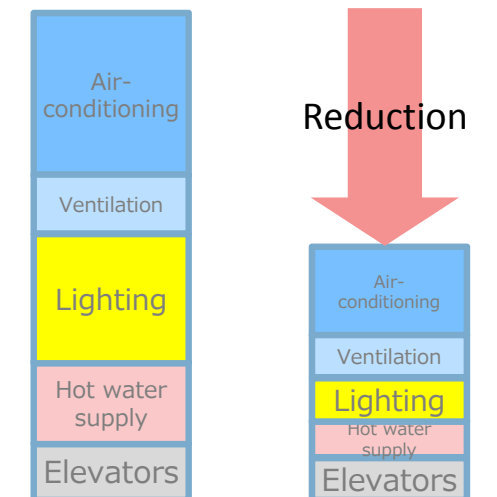 Air-
conditioning
Ventilation
Lighting
Hot water
supply
Elevators
Reduction
Air-
conditioning
Ventilation
Lighting
Hot water
supply
Elevators